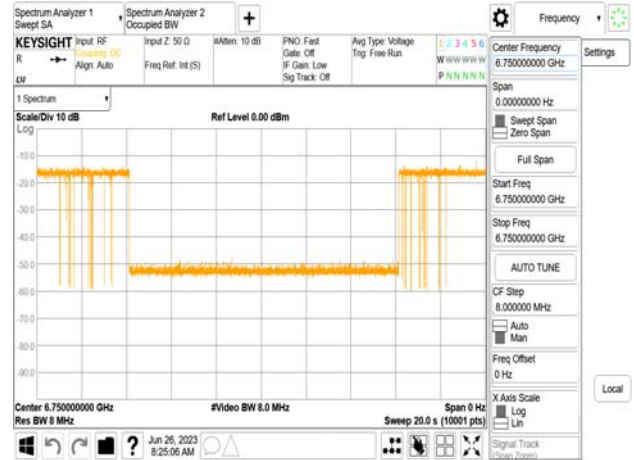 Spectrum Analyzer 1
Swept SA
Spectrum Analyzer 2
Occupied BW
+
Frequency
KEYSIGHT
R
LVI
Input: RF
Coupling: DC
Align: Auto
Input Z: 50 Ω
Freq Ref: Int (S)
#Atten: 10 dB
PNO: Fast
Gate: Off
IF Gain: Low
Sig Track: Off
Avg Type: Voltage
Trig: Free Run
1 2 3 4 5 6
W W W W W W
P N N N N N
1 Spectrum
Scale/Div 10 dB
Ref Level 0.00 dBm
Log
-10.0
-20.0
-30.0
-40.0
-50.0
-60.0
-70.0
-80.0
-90.0
Center 6.750000000 GHz
#Video BW 8.0 MHz
Span 0 Hz
Res BW 8 MHz
Sweep 20.0 s (10001 pts)
Jun 26, 2023
8:25:06 AM
?
Center Frequency
6.750000000 GHz
Settings
Span
0.00000000 Hz
Swept Span
Zero Span
Full Span
Start Freq
6.750000000 GHz
Stop Freq
6.750000000 GHz
AUTO TUNE
CF Step
8.000000 MHz
Auto
Man
Freq Offset
0 Hz
X Axis Scale
Log
Lin
Local
Signal Track
(Span Zoom)